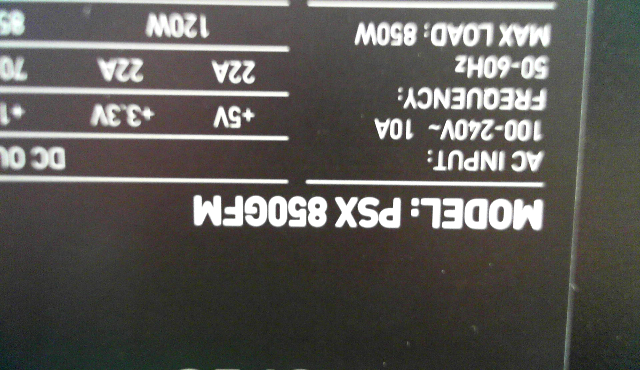 MODEL: PSX 850GFM
AC INPUT:
100-240V~ 10A
FREQUENCY:
50-60Hz
MAX LOAD: 850W
DC
+5V +3.3V
22A 22A
120W